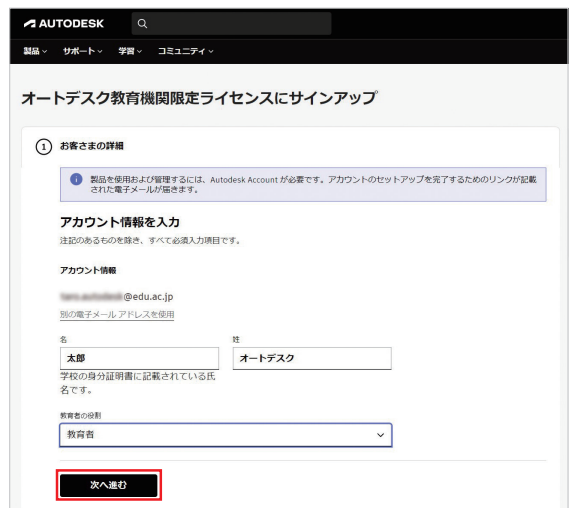 AUTODESK
製品 サポート 学習 コミュニティ
オートデスク教育機関限定ライセンスにサインアップ
1 お客さまの詳細
製品を使用および管理するには、Autodesk Account が必要です。アカウントのセットアップを完了するためのリンクが記載
された電子メールが届きます。
アカウント情報を入力
注記のあるものを除き、すべて必須入力項目です。
アカウント情報
@edu.ac.jp
別の電子メール アドレスを使用
名 姓
太郎 オートデスク
学校の身分証明書に記載されている氏
名です。
教育者の役割
教育者
次へ進む